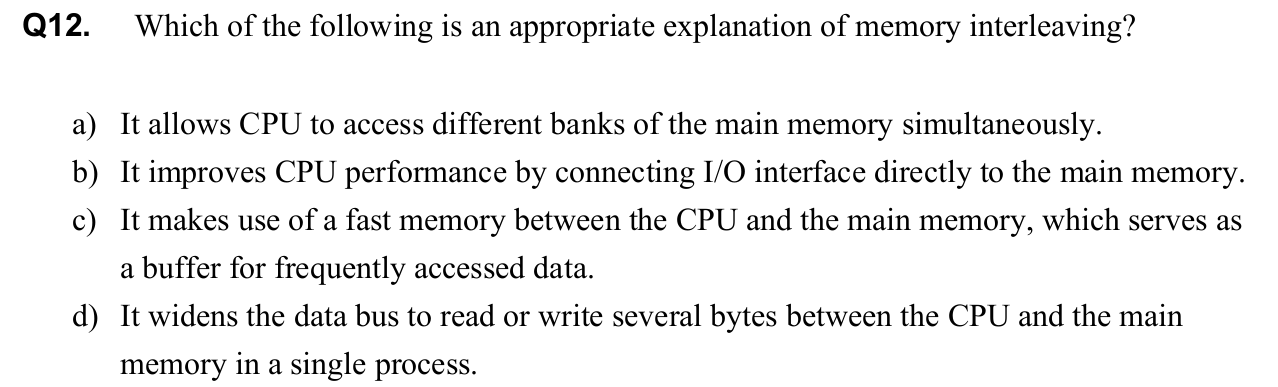 Q12. Which of the following is an appropriate explanation of memory interleaving?
a) It allows CPU to access different banks of the main memory simultaneously.
b) It improves CPU performance by connecting I/O interface directly to the main memory.
c) It makes use of a fast memory between the CPU and the main memory, which serves as
a buffer for frequently accessed data.
d) It widens the data bus to read or write several bytes between the CPU and the main
memory in a single process.